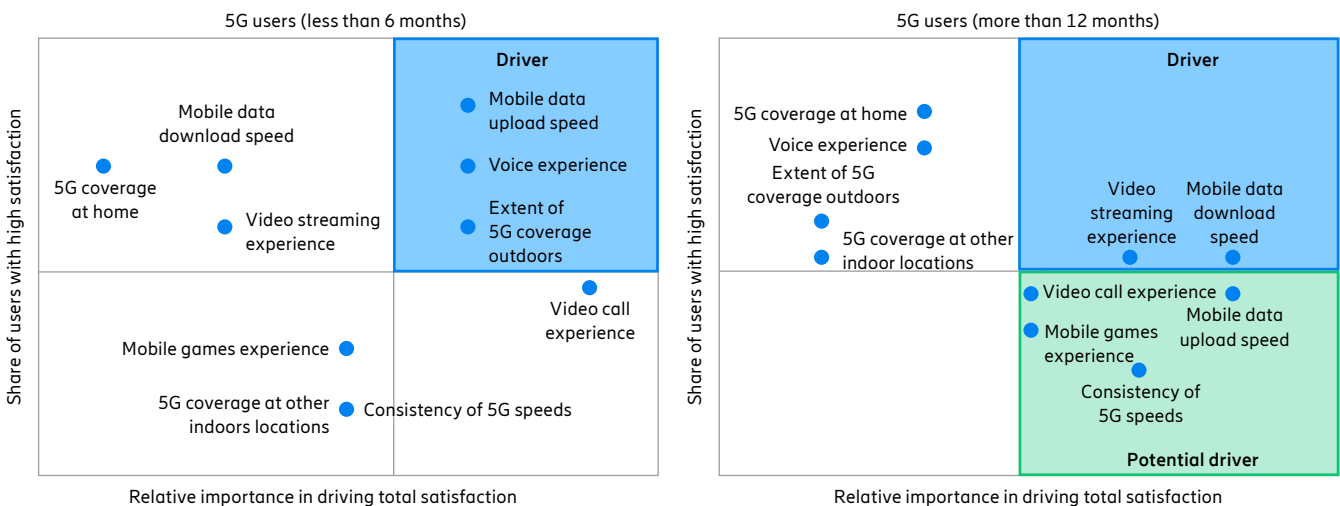 5G users (less than 6 months)
Share of users with high satisfaction
Driver
Mobile data
upload speed
Mobile data
download speed
Voice experience
5G coverage
at home
Extent of
5G coverage
outdoors
Video streaming
experience
Video call
experience
Mobile games experience
5G coverage at other
indoors locations
Consistency of 5G speeds
Relative importance in driving total satisfaction
5G users (more than 12 months)
Share of users with high satisfaction
Driver
5G coverage at home
Voice experience
Extent of 5G
coverage outdoors
5G coverage at other
indoor locations
Video
streaming
experience
Mobile data
download
speed
Video call experience
Mobile data
upload speed
Mobile games
experience
Consistency of
5G speeds
Potential driver
Relative importance in driving total satisfaction